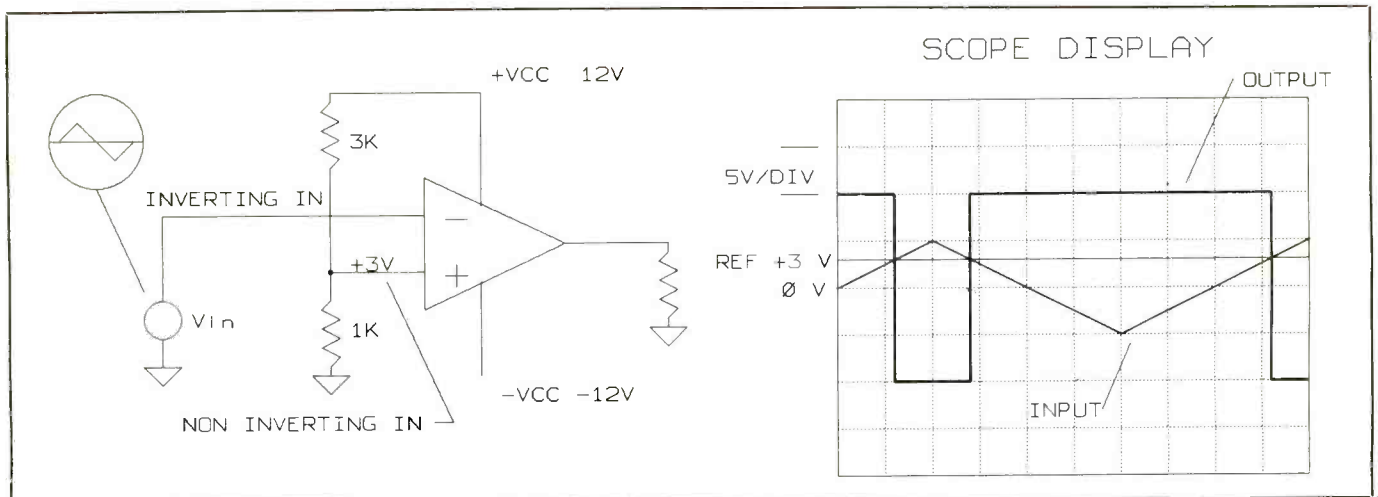 SCOPE DISPLAY
+VCC 12V
OUTPUT
3K
5V/DIV
INVERTING IN
−
+3V
+
REF +3 V
Ø V
Vin
1K
−VCC −12V
INPUT
NON INVERTING IN